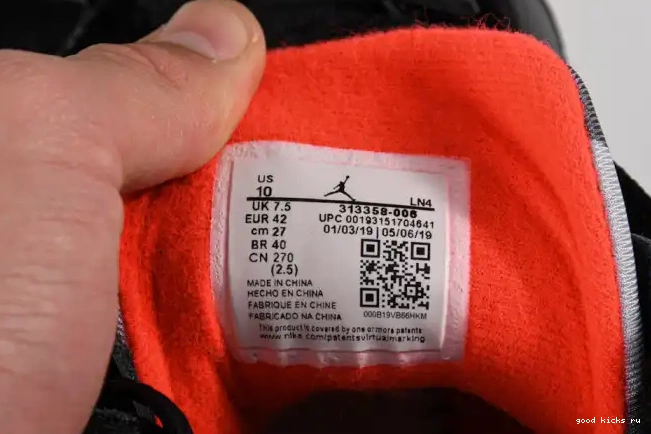 US
10
LN4
UK 7.5
313358-006
EUR 42
UPC 00193151704641
cm 27
01/03/19 | 05/06/19
BR 40
CN 270
(2.5)
MADE IN CHINA
HECHO EN CHINA
FABRIQUE EN CHINE
FABRICADO NA CHINA
000B19VB66HKM
This product is covered by one or more patents
www.nike.com/patentsvirtualmarking
good kicks ru